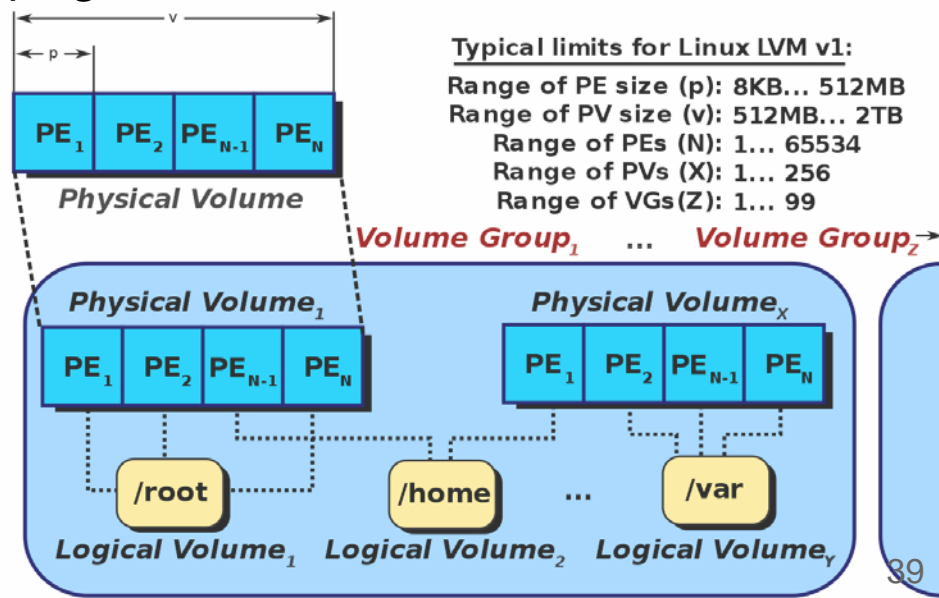 v
p
PE1 PE2 PEN-1 PEN
Physical Volume
Typical limits for Linux LVM v1:
Range of PE size (p): 8KB... 512MB
Range of PV size (v): 512MB... 2TB
Range of PEs (N): 1... 65534
Range of PVs (X): 1... 256
Range of VGs(Z): 1... 99
Volume Group1 ... Volume GroupZ
Physical Volume1 Physical VolumeX
PE1 PE2 PEN-1 PEN PE1 PE2 PEN-1 PEN
/root /home ... /var
Logical Volume1 Logical Volume2 Logical VolumeY
39